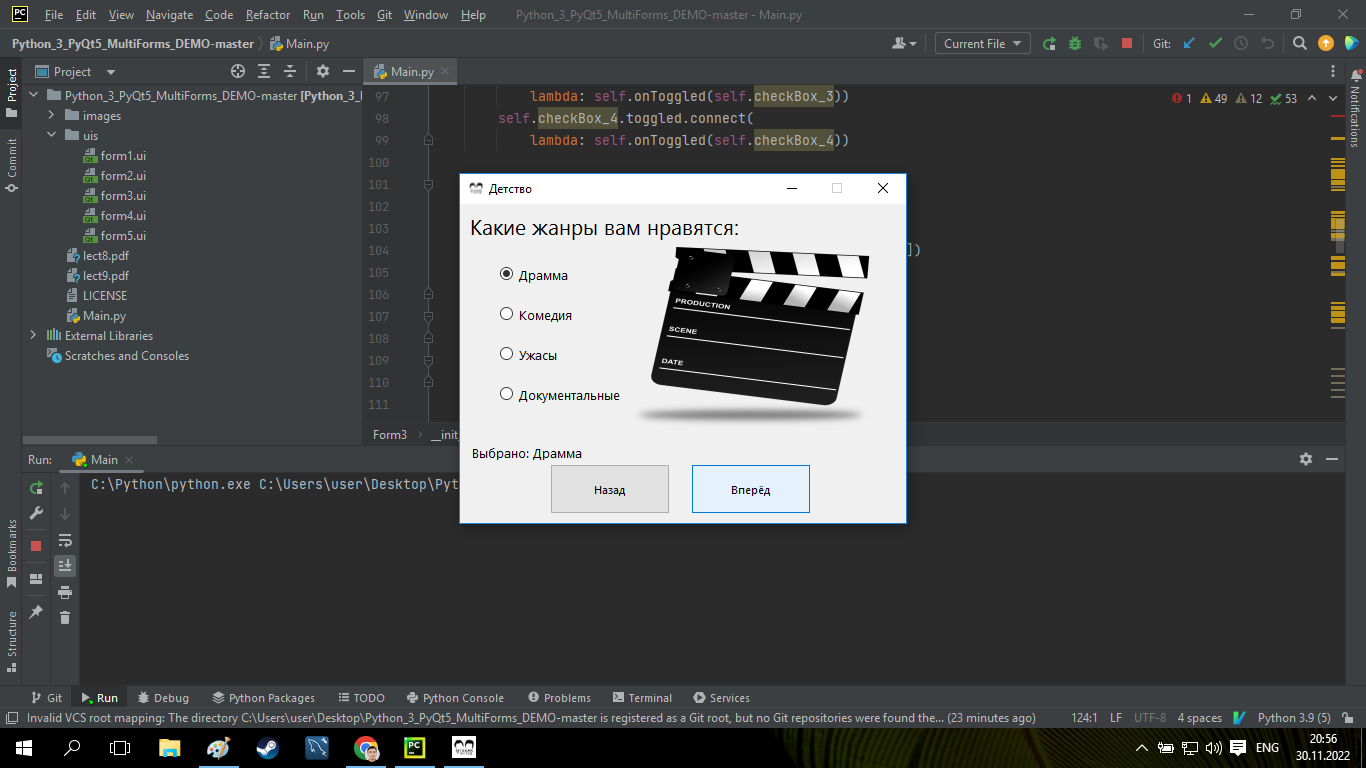 File Edit View Navigate Code Refactor Run Tools Git Window Help Python_3_PyQt5_MultiForms_DEMO-master - Main.py
Python_3_PyQt5_MultiForms_DEMO-master Main.py Current File Git:
Project
Main.py
Python_3_PyQt5_MultiForms_DEMO-master [Python_3_
images
uis
form1.ui
form2.ui
form3.ui
form4.ui
form5.ui
lect8.pdf
lect9.pdf
LICENSE
Main.py
External Libraries
Scratches and Consoles
97 lambda: self.onToggled(self.checkBox_3))
98 self.checkBox_4.toggled.connect(
99 lambda: self.onToggled(self.checkBox_4))
100
101
102
103
104 ])
105
106
107
108
109
110
111
1 49 12 53
Form3 __init_
Project
Commit
Bookmarks
Structure
Notifications
Детство
Какие жанры вам нравятся:
Драмма
Комедия
Ужасы
Документальные
PRODUCTION
SCENE
DATE
Выбрано: Драмма
Назад Вперёд
Run: Main
C:\Python\python.exe C:\Users\user\Desktop\Pyt
Git Run Debug Python Packages TODO Python Console Problems Terminal Services
Invalid VCS root mapping: The directory C:\Users\user\Desktop\Python_3_PyQt5_MultiForms_DEMO-master is registered as a Git root, but no Git repositories were found the... (23 minutes ago) 124:1 LF UTF-8 4 spaces Python 3.9 (5)
ENG
20:56
30.11.2022